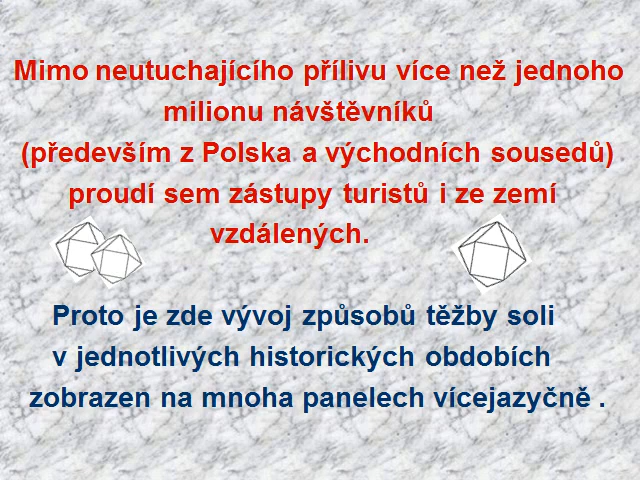 Mimo neutuchajícího přílivu více než jednoho
milionu návštěvníků
(především z Polska a východních sousedů)
proudí sem zástupy turistů i ze zemí
vzdálených.
Proto je zde vývoj způsobů těžby soli
v jednotlivých historických obdobích
zobrazen na mnoha panelech vícejazyčně .